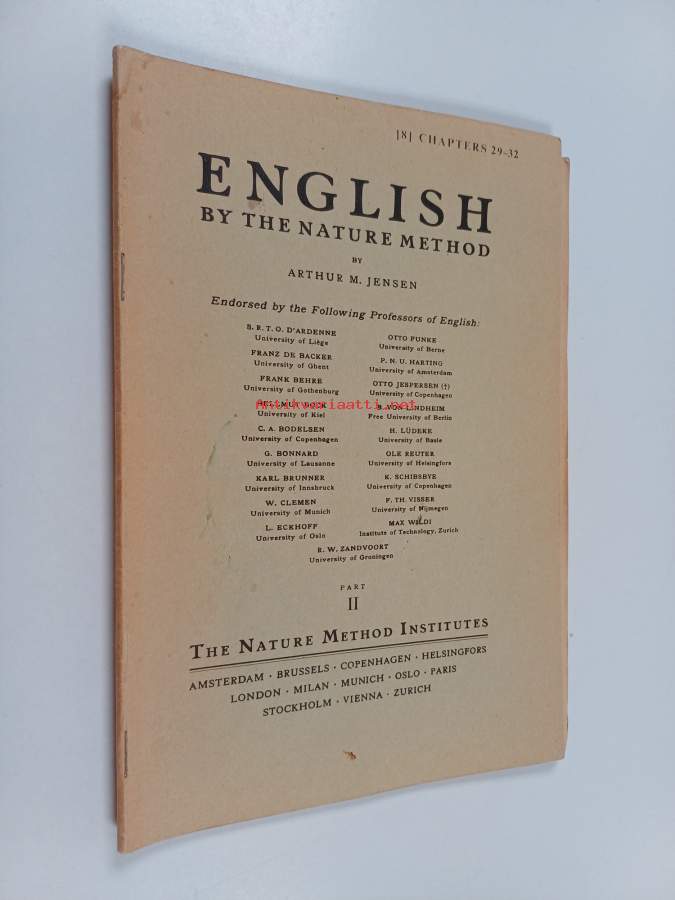 [8] CHAPTERS 29–32
ENGLISH
BY THE NATURE METHOD
BY
ARTHUR M. JENSEN
Endorsed by the Following Professors of English:
S. R. T. O. D'ARDENNE
University of Liège
FRANZ DE BACKER
University of Ghent
FRANK BEHRE
University of Gothenburg
University of Kiel
C. A. BODELSEN
University of Copenhagen
G. BONNARD
University of Lausanne
KARL BRUNNER
University of Innsbruck
W. CLEMEN
University of Munich
L. ECKHOFF
University of Oslo
OTTO FUNKE
University of Berne
P. N. U. HARTING
University of Amsterdam
OTTO JESPERSEN (†)
University of Copenhagen
B. VON LINDHEIM
Free University of Berlin
H. LÜDEKE
University of Basle
OLE REUTER
University of Helsingfors
K. SCHIBSBYE
University of Copenhagen
F. TH. VISSER
University of Nijmegen
MAX WILDI
Institute of Technology, Zurich
R. W. ZANDVOORT
University of Groningen
Antikvariaatti.net
PART
II
THE NATURE METHOD INSTITUTES
AMSTERDAM · BRUSSELS · COPENHAGEN · HELSINGFORS
LONDON · MILAN · MUNICH · OSLO · PARIS
STOCKHOLM · VIENNA · ZURICH